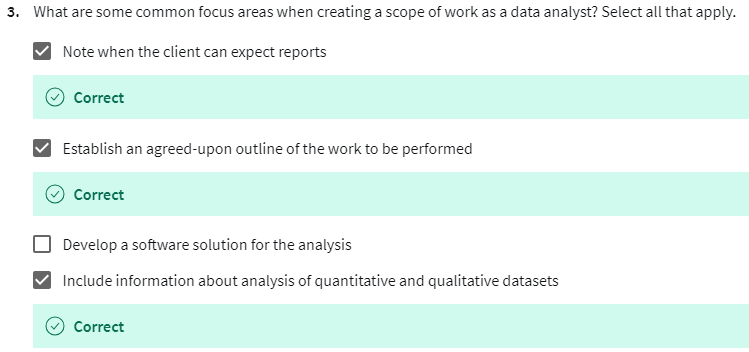 3. What are some common focus areas when creating a scope of work as a data analyst? Select all that apply.
Note when the client can expect reports
Correct
Establish an agreed-upon outline of the work to be performed
Correct
Develop a software solution for the analysis
Include information about analysis of quantitative and qualitative datasets
Correct